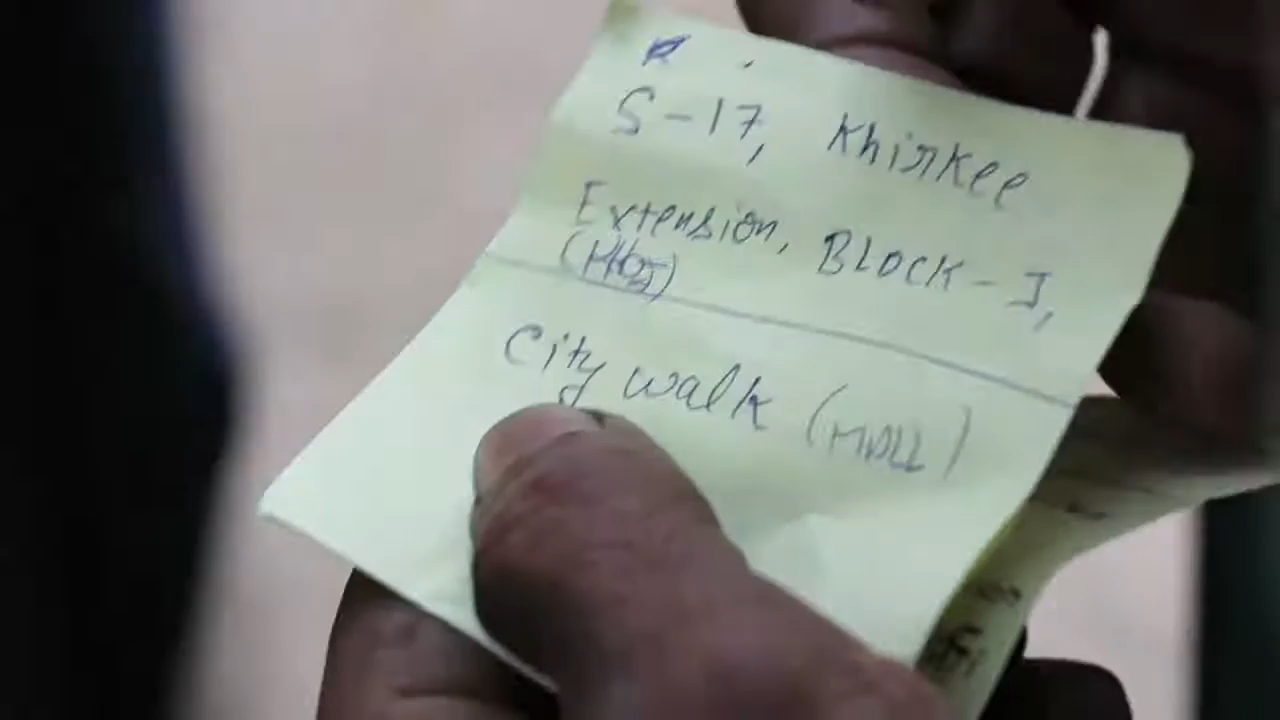 S-17, Khirkee
Extension, BLOCK-J,
City walk (MALL)